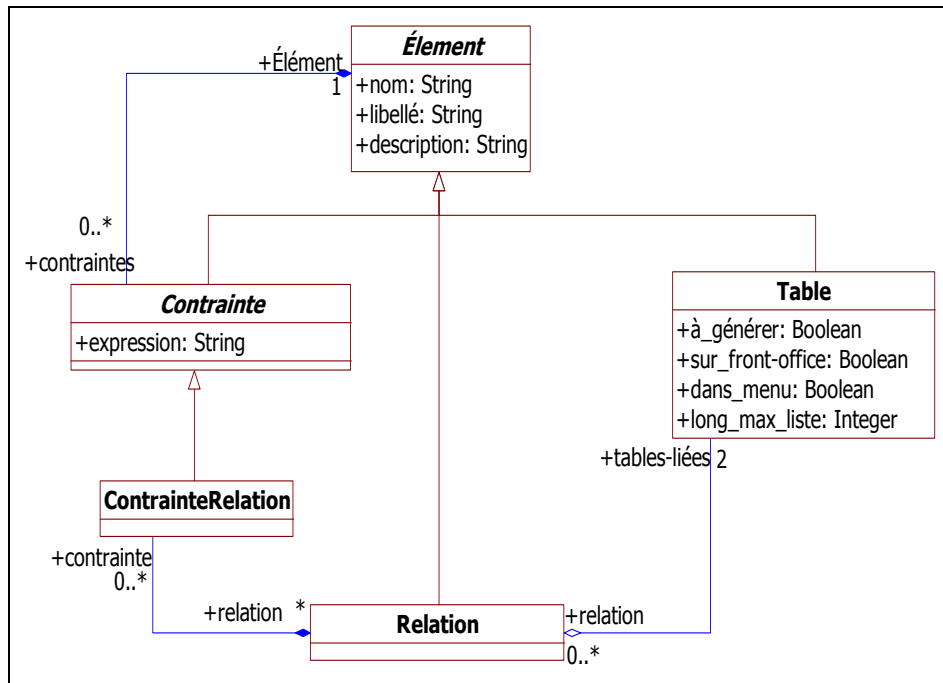 Élement
+nom: String
+libellé: String
+description: String
+Élément
1
0..*
+contraintes
Contrainte
+expression: String
Table
+à_générer: Boolean
+sur_front-office: Boolean
+dans_menu: Boolean
+long_max_liste: Integer
+tables-liées 2
ContrainteRelation
+contrainte
0..*
+relation *
Relation
+relation
0..*